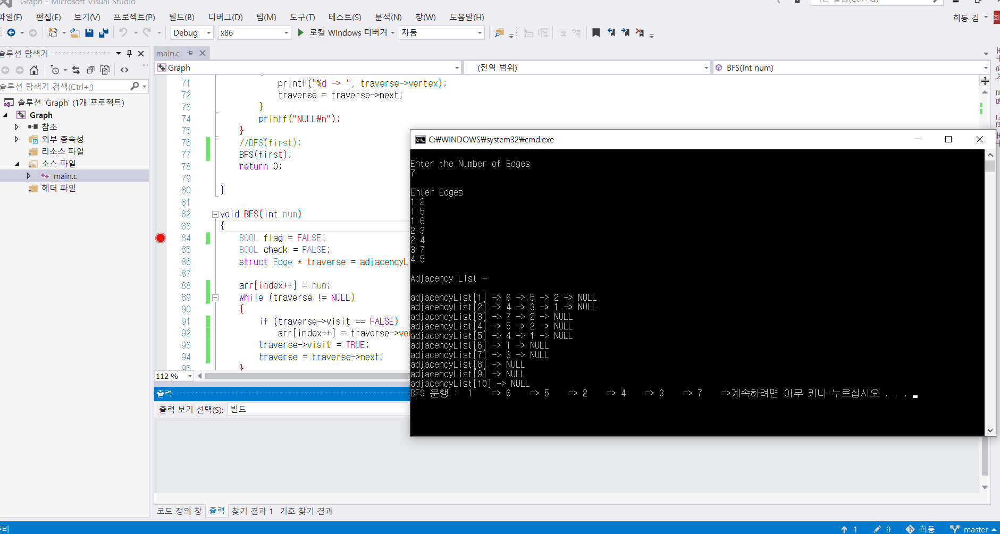 Graph - Microsoft Visual Studio
파일(F) 편집(E) 보기(V) 프로젝트(P) 빌드(B) 디버그(D) 팀(M) 도구(T) 테스트(S) 분석(N) 창(W) 도움말(H)
희동 김
희
Debug x86 로컬 Windows 디버거 자동
솔루션 탐색기
솔루션 탐색기 검색(Ctrl+;)
솔루션 'Graph' (1개 프로젝트)
Graph
참조
외부 종속성
리소스 파일
소스 파일
main.c
헤더 파일
main.c
Graph (전역 범위) BFS(int num)
71 printf("%d -> ", traverse->vertex);
72 traverse = traverse->next;
73 }
74 printf("NULL₩n");
75 }
76 //DFS(first);
77 BFS(first);
78 return 0;
79
80 }
81
82 void BFS(int num)
83 {
84 BOOL flag = FALSE;
85 BOOL check = FALSE;
86 struct Edge * traverse = adjacencyL
87
88 arr[index++] = num;
89 while (traverse != NULL)
90 {
91 if (traverse->visit == FALSE)
92 arr[index++] = traverse->ver
93 traverse->visit = TRUE;
94 traverse = traverse->next;
95 }
112 %
출력
출력 보기 선택(S): 빌드
코드 정의 창 출력 찾기 결과 1 기호 찾기 결과
C:₩WINDOWS₩system32₩cmd.exe
Enter the Number of Edges
7
Enter Edges
1 2
1 5
1 6
2 3
2 4
3 7
4 5
Adjacency List -
adjacencyList[1] -> 6 -> 5 -> 2 -> NULL
adjacencyList[2] -> 4 -> 3 -> 1 -> NULL
adjacencyList[3] -> 7 -> 2 -> NULL
adjacencyList[4] -> 5 -> 2 -> NULL
adjacencyList[5] -> 4 -> 1 -> NULL
adjacencyList[6] -> 1 -> NULL
adjacencyList[7] -> 3 -> NULL
adjacencyList[8] -> NULL
adjacencyList[9] -> NULL
adjacencyList[10] -> NULL
BFS 운행 : 1 => 6 => 5 => 2 => 4 => 3 => 7 =>계속하려면 아무 키나 누르십시오 . . .
1 9 희동 master